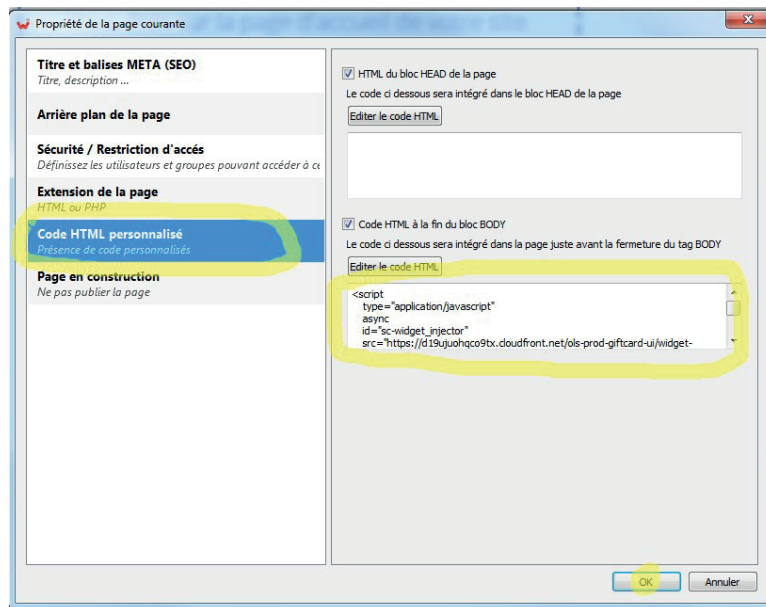 Propriété de la page courante
Titre et balises META (SEO)
Titre, description ...
Arrière plan de la page
Sécurité / Restriction d'accés
Définissez les utilisateurs et groupes pouvant accéder à ce
Extension de la page
HTML ou PHP
Code HTML personnalisé
Présence de code personnalisés
Page en construction
Ne pas publier la page
HTML du bloc HEAD de la page
Le code ci dessous sera intégré dans le bloc HEAD de la page
Editer le code HTML
Code HTML à la fin du bloc BODY
Le code ci dessous sera intégré dans la page juste avant la fermeture du tag BODY
Editer le code HTML
<script
type="application/javascript"
async
id="sc-widget_injector"
src="https://d19ujuohqco9tx.cloudfront.net/ols-prod-giftcard-ui/widget-
OK
Annuler